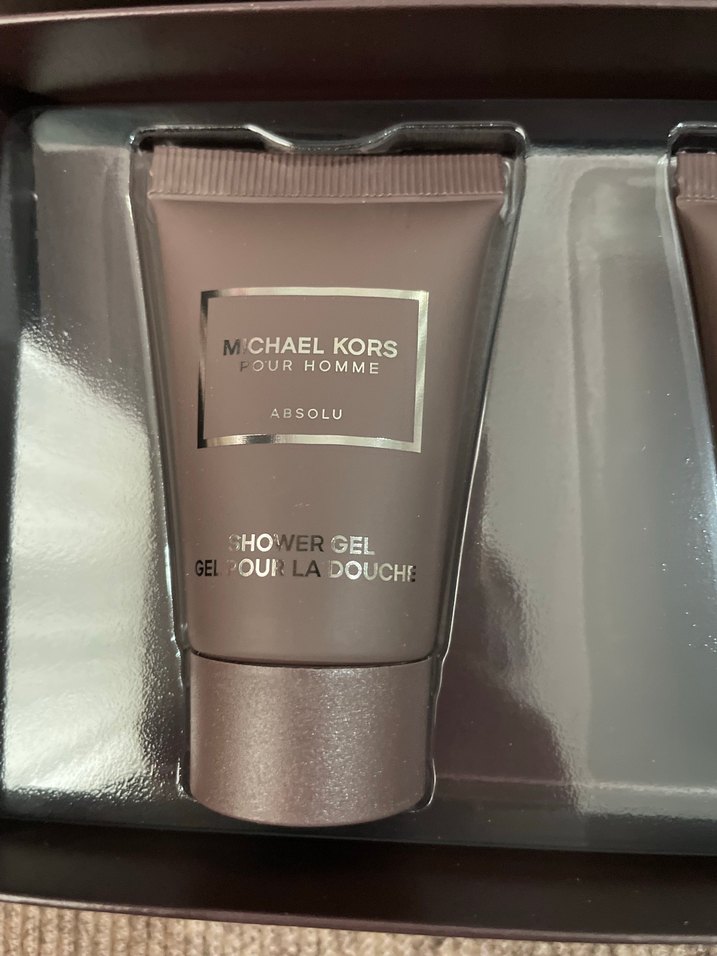 MICHAEL KORS
POUR HOMME
ABSOLU
SHOWER GEL
GEL POUR LA DOUCHE